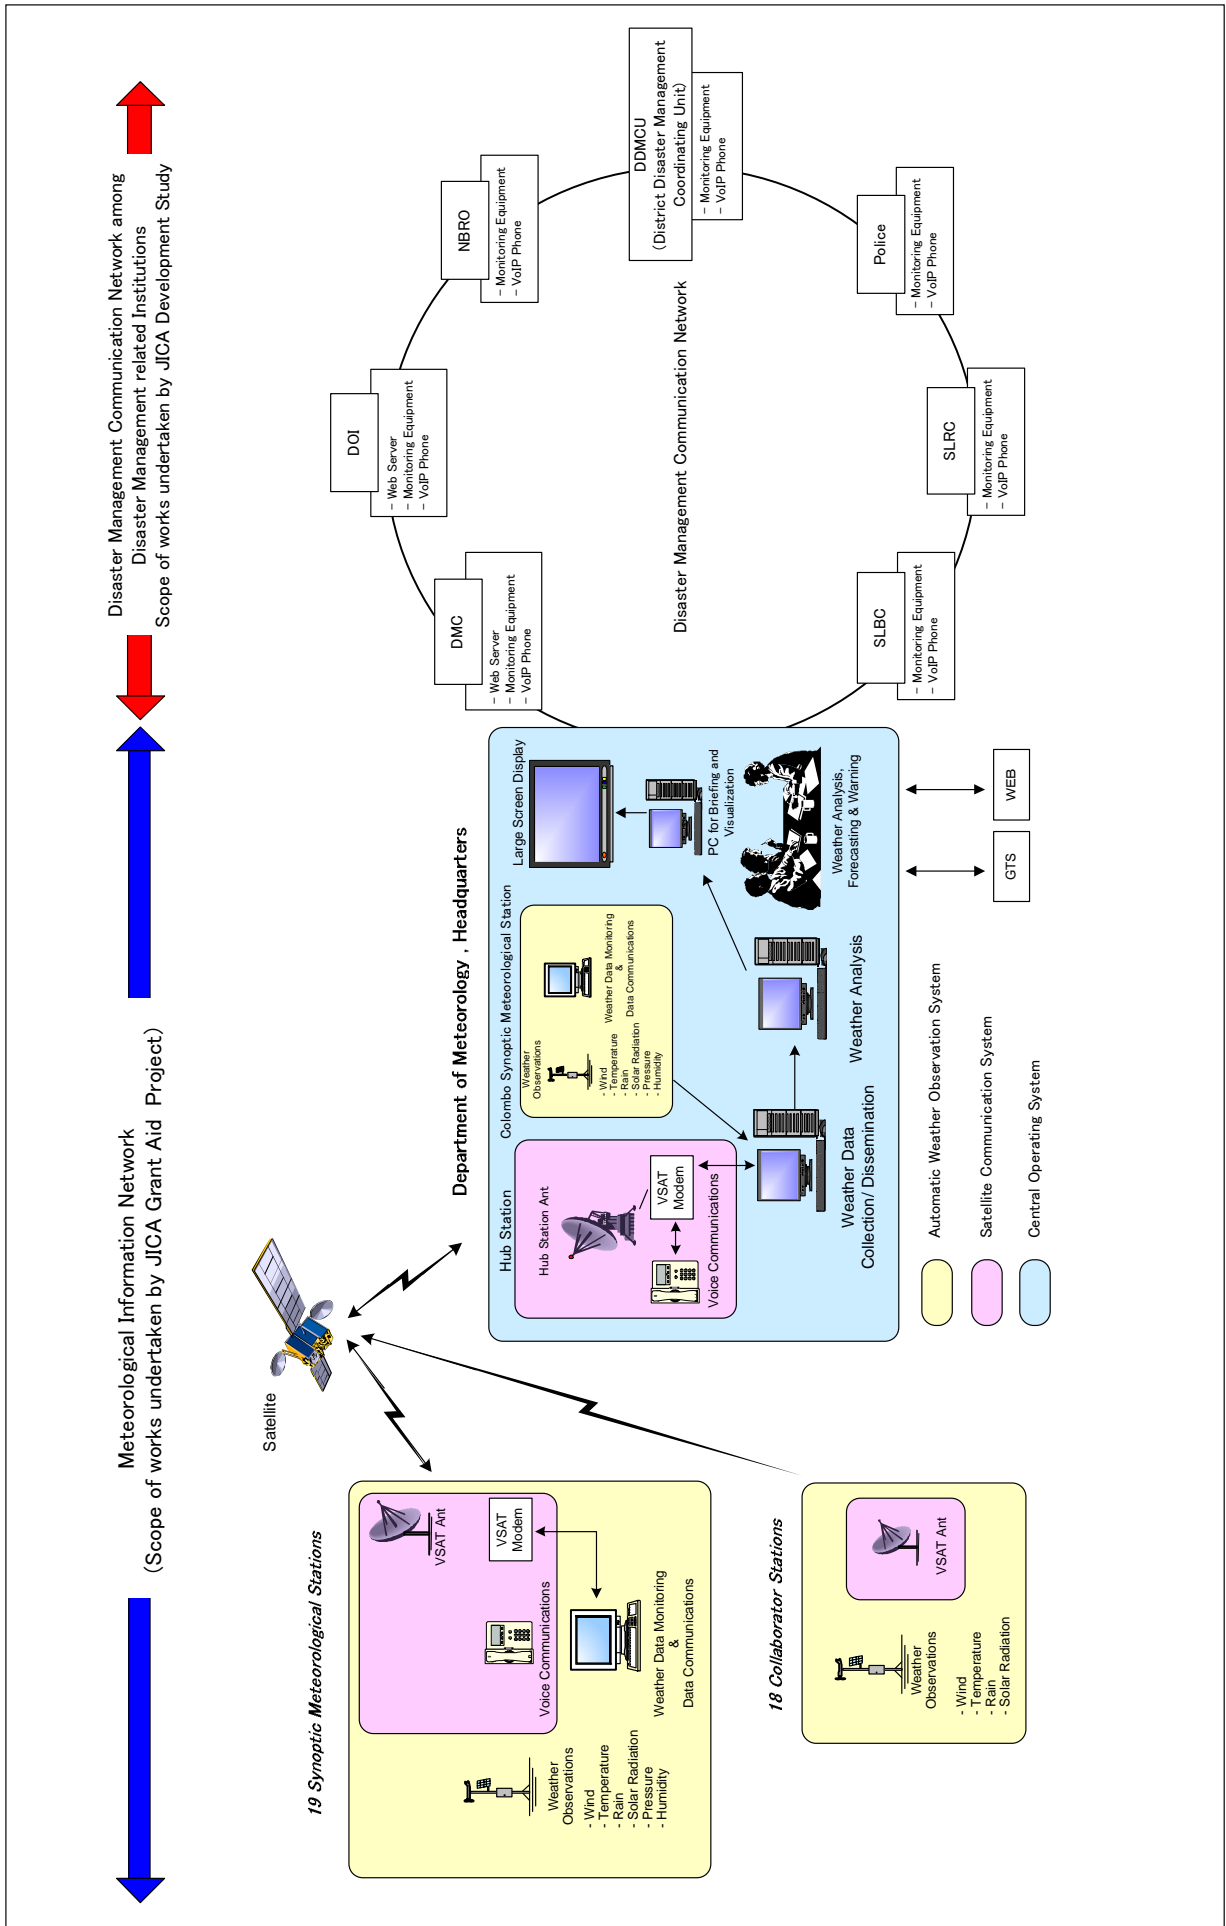 Meteorological Information Network
(Scope of works undertaken by JICA Grant Aid Project)
Disaster Management Communication Network among
Disaster Management related Institutions
Scope of works undertaken by JICA Development Study
Satellite
19 Synoptic Meteorological Stations
VSAT Ant
VSAT
Modem
Voice Communications
Weather Data Monitoring
&
Data Communications
Weather
Observations
- Wind
- Temperature
- Rain
- Solar Radiation
- Pressure
- Humidity
18 Collaborator Stations
VSAT Ant
Weather
Observations
- Wind
- Temperature
- Rain
- Solar Radiation
Department of Meteorology , Headquarters
Hub Station
Hub Station Ant
VSAT
Modem
Voice Communications
Colombo Synoptic Meteorological Station
Weather
Observations
- Wind
- Temperature
- Rain
- Solar Radiation
- Pressure
- Humidity
Weather Data Monitoring
&
Data Communications
Large Screen Display
PC for Briefing and
Visualization
Weather Data
Collection/ Dissemination
Weather Analysis
Weather Analysis,
Forecasting & Warning
GTS
WEB
Automatic Weather Observation System
Satellite Communication System
Central Operating System
DMC
- Web Server
- Monitoring Equipment
- VoIP Phone
DOI
- Web Server
- Monitoring Equipment
- VoIP Phone
NBRO
- Monitoring Equipment
- VoIP Phone
DDMCU
(District Disaster Management
Coordinating Unit)
- Monitoring Equipment
- VoIP Phone
Disaster Management Communication Network
Police
- Monitoring Equipment
- VoIP Phone
SLRC
- Monitoring Equipment
- VoIP Phone
SLBC
- Monitoring Equipment
- VoIP Phone